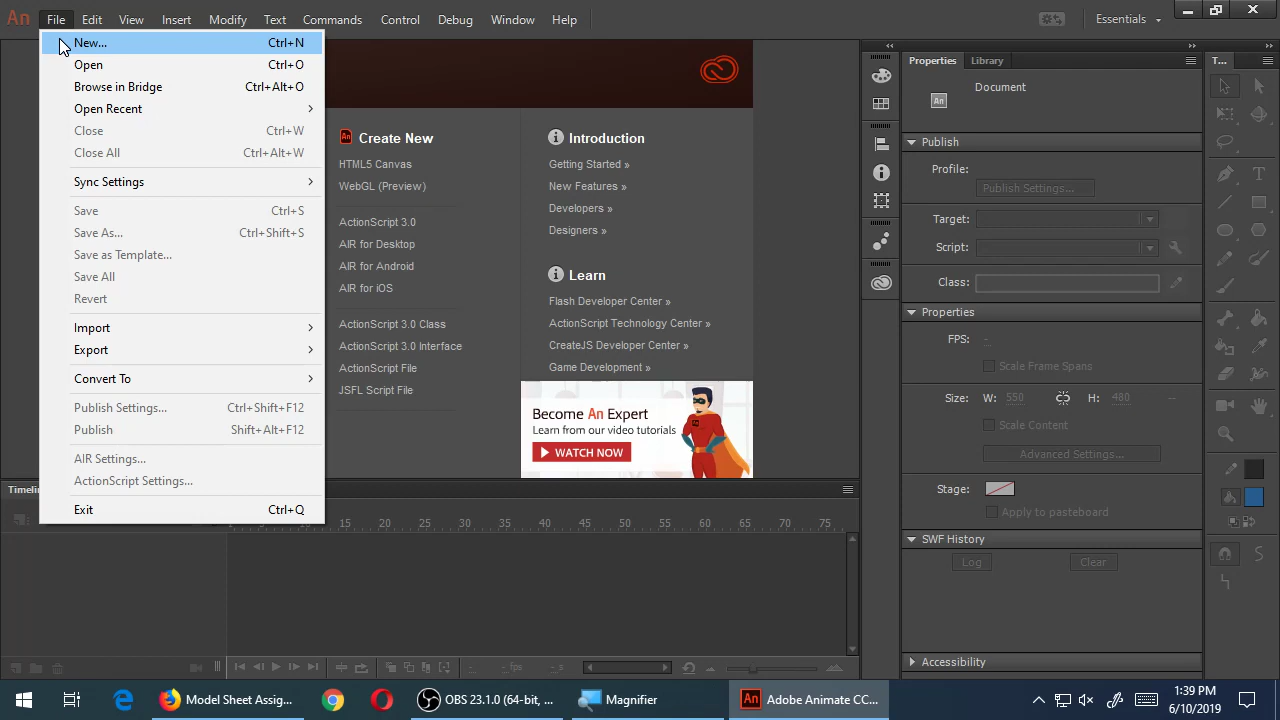 An File Edit View Insert Modify Text Commands Control Debug Window Help Essentials
New... Ctrl+N
Open Ctrl+O
Browse in Bridge Ctrl+Alt+O
Open Recent
Close Ctrl+W
Close All Ctrl+Alt+W
Sync Settings
Save Ctrl+S
Save As... Ctrl+Shift+S
Save as Template...
Save All
Revert
Import
Export
Convert To
Publish Settings... Ctrl+Shift+F12
Publish Shift+Alt+F12
AIR Settings...
ActionScript Settings...
Exit Ctrl+Q
An Create New
HTML5 Canvas
WebGL (Preview)
ActionScript 3.0
AIR for Desktop
AIR for Android
AIR for iOS
ActionScript 3.0 Class
ActionScript 3.0 Interface
ActionScript File
JSFL Script File
Introduction
Getting Started »
New Features »
Developers »
Designers »
Learn
Flash Developer Center »
ActionScript Technology Center »
CreateJS Developer Center »
Game Development »
Become An Expert
Learn from our video tutorials
WATCH NOW
Properties Library T...
An Document
Publish
Profile:
Publish Settings...
Target:
Script:
Class:
Properties
FPS: -
Scale Frame Spans
Size: W: 550 H: 480
Scale Content
Advanced Settings...
Stage:
Apply to pasteboard
SWF History
Log Clear
Accessibility
Timelin
15 20 25 30 35 40 45 50 55 60 65 70 75
fps s
Model Sheet Assig... OBS 23.1.0 (64-bit, ... Magnifier An Adobe Animate CC... 1:39 PM
6/10/2019